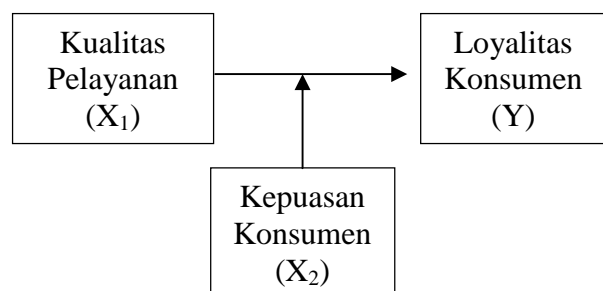 Kualitas
Pelayanan
(X₁)
Loyalitas
Konsumen
(Y)
Kepuasan
Konsumen
(X₂)